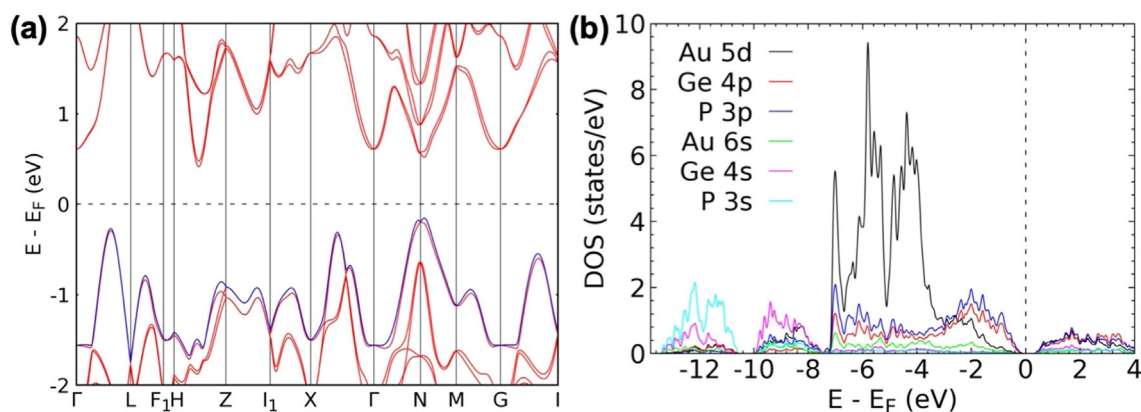 (a)
2
1
0
-1
-2
E - E_F (eV)
Γ L F₁ H Z I₁ X Γ N M G I
(b)
10
8
6
4
2
0
DOS (states/eV)
Au 5d
Ge 4p
P 3p
Au 6s
Ge 4s
P 3s
-12 -10 -8 -6 -4 -2 0 2 4
E - E_F (eV)